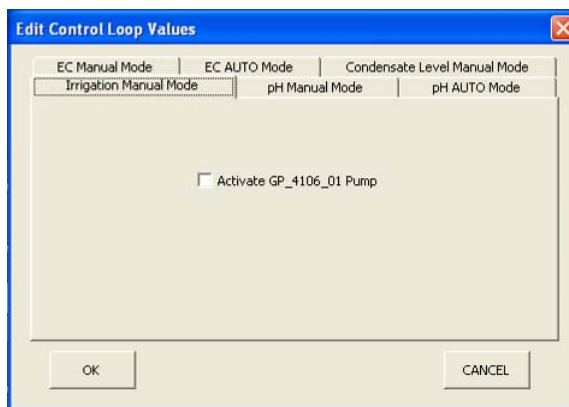 Edit Control Loop Values
EC Manual Mode EC AUTO Mode Condensate Level Manual Mode
Irrigation Manual Mode pH Manual Mode pH AUTO Mode
Activate GP_4106_01 Pump
OK CANCEL